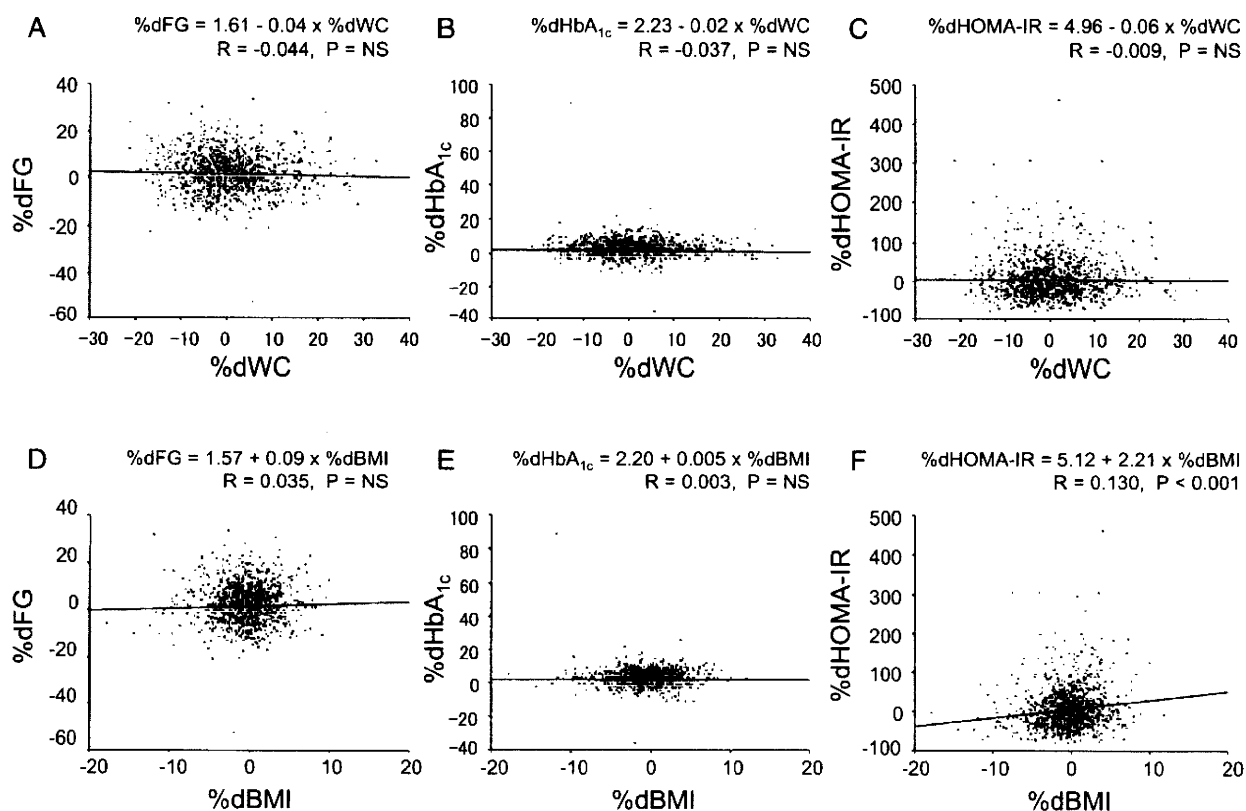 A
%dFG = 1.61 - 0.04 x %dWC
R = -0.044, P = NS
40
20
0
-20
-40
-60
%dFG
-30 -20 -10 0 10 20 30 40
%dWC
B
%dHbA1c = 2.23 - 0.02 x %dWC
R = -0.037, P = NS
100
80
60
40
20
0
-20
-40
%dHbA1c
-30 -20 -10 0 10 20 30 40
%dWC
C
%dHOMA-IR = 4.96 - 0.06 x %dWC
R = -0.009, P = NS
500
400
300
200
100
0
-100
%dHOMA-IR
-30 -20 -10 0 10 20 30 40
%dWC
D
%dFG = 1.57 + 0.09 x %dBMI
R = 0.035, P = NS
40
20
0
-20
-40
-60
%dFG
-20 -10 0 10 20
%dBMI
E
%dHbA1c = 2.20 + 0.005 x %dBMI
R = 0.003, P = NS
100
80
60
40
20
0
-20
-40
%dHbA1c
-20 -10 0 10 20
%dBMI
F
%dHOMA-IR = 5.12 + 2.21 x %dBMI
R = 0.130, P < 0.001
500
400
300
200
100
0
-100
%dHOMA-IR
-20 -10 0 10 20
%dBMI